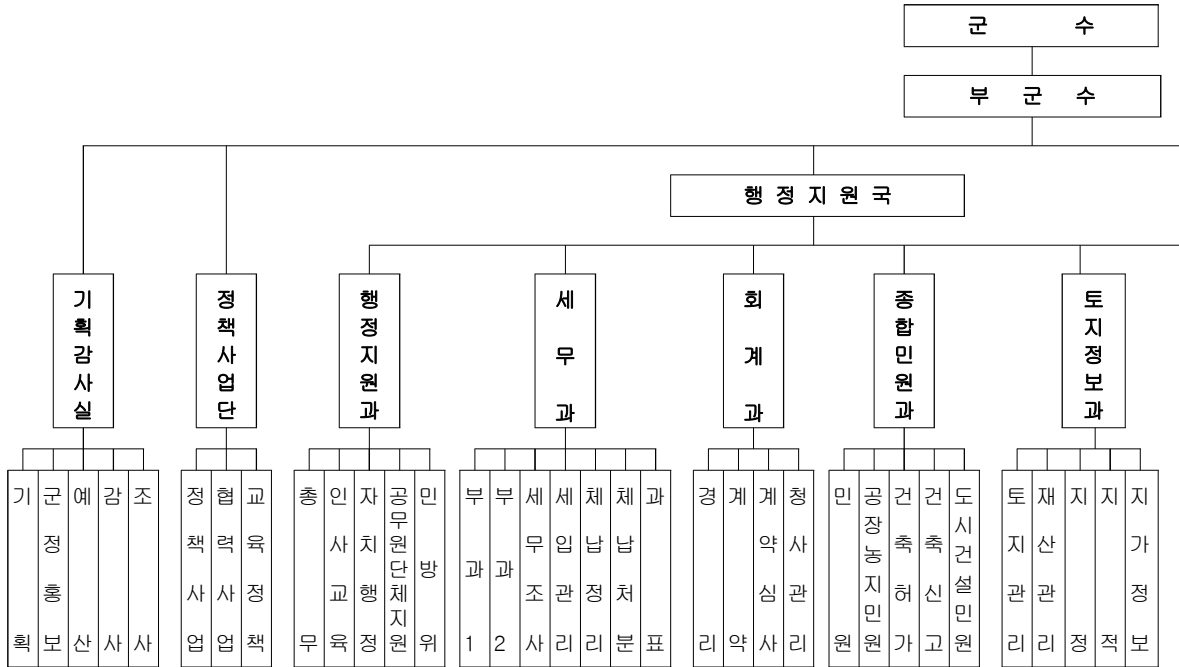 군 수
부 군 수
행 정 지 원 국
기획감사실
정책사업단
행정지원과
세 무 과
회 계 과
종합민원과
토지정보과
기 획
군정홍보
예 산
감 사
조 사
정책사업
협력사업
교육정책
총 무
인사교육
자치행정
공무원단체지원
민 방 위
부 과 1
부 과 2
세무조사
세입관리
체납정리
체납처분
과 표
경 리
계 약
계약심사
청사관리
민 원
공장농지민원
건축허가
건축신고
도시건설민원
토지관리
재산관리
지 정
지 적
지가정보